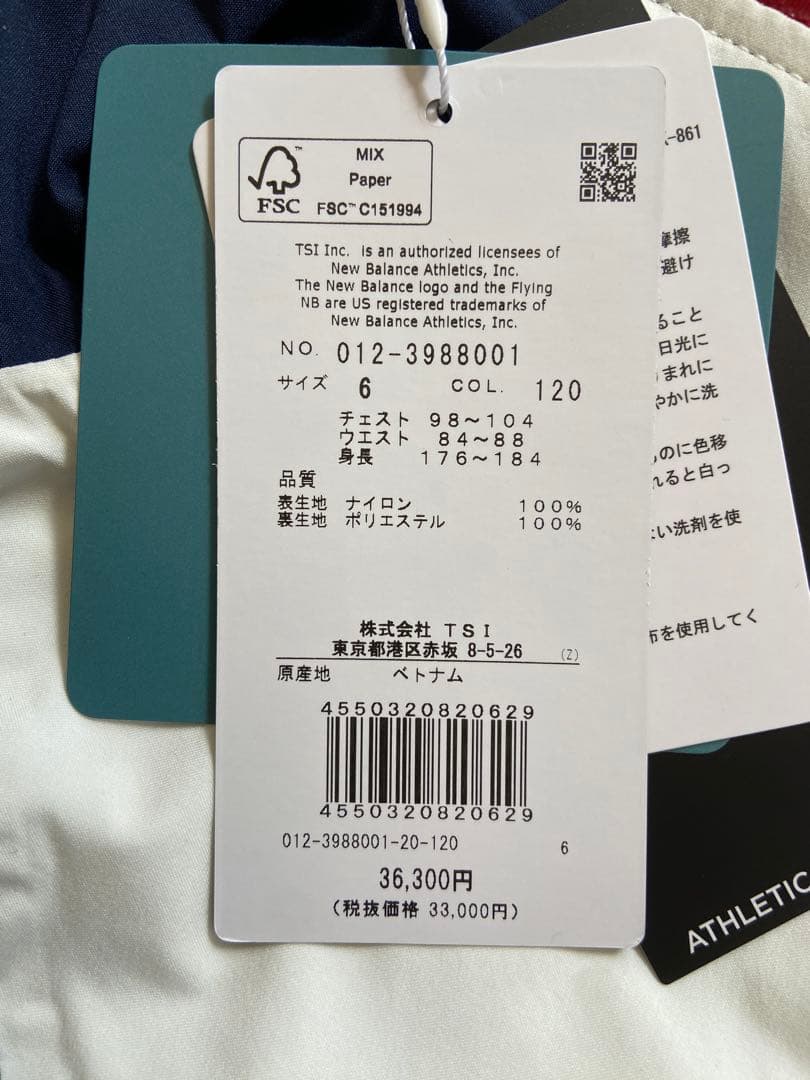 MIX
Paper
FSC™ C151994
FSC
TSI Inc. is an authorized licensees of
New Balance Athletics, Inc.
The New Balance logo and the Flying
NB are US registered trademarks of
New Balance Athletics, Inc.
NO. 012-3988001
サイズ 6 COL. 120
チェスト 98～104
ウエスト 84～88
身長 176～184
品質
表生地 ナイロン 100%
裏生地 ポリエステル 100%
株式会社 TSI
東京都港区赤坂 8-5-26 (Z)
原産地 ベトナム
4550320820629
4550320820629
012-3988001-20-120 6
36,300円
(税抜価格 33,000円)
-861
摩擦
避け
ること
日光に
まれに
やかに洗
のに色移
れると白っ
い洗剤を使
布を使用してく
ATHLETIC